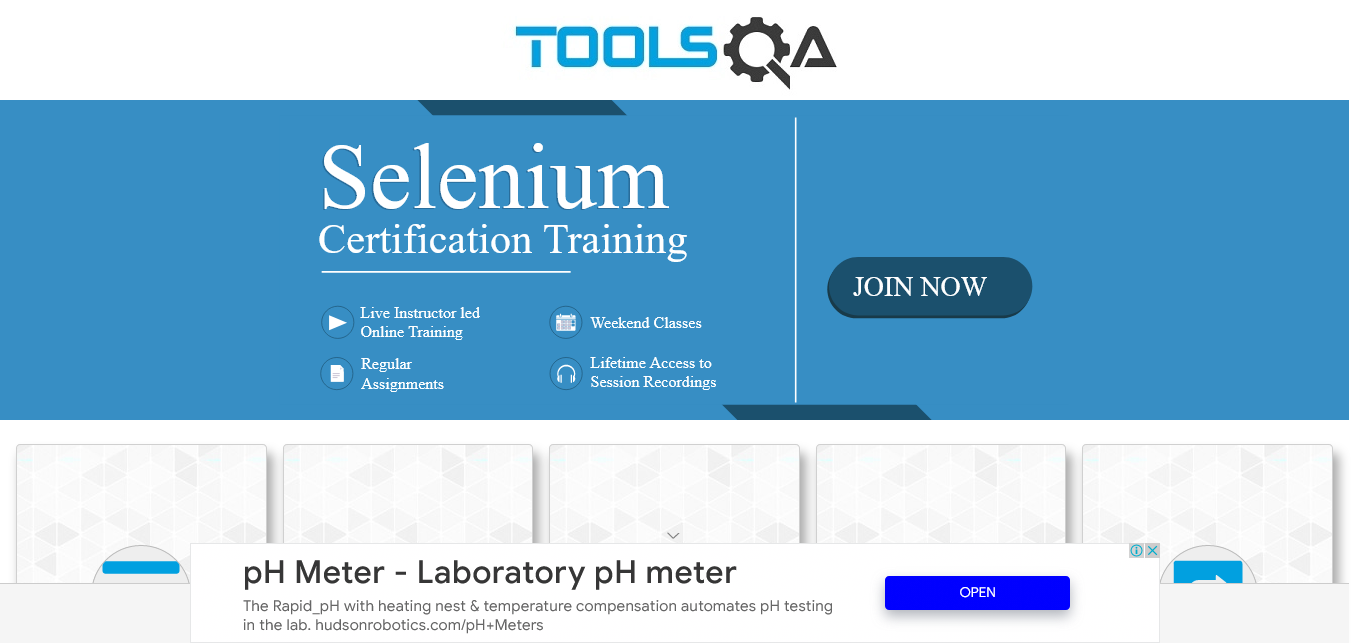 TOOLSQA
Selenium
Certification Training
JOIN NOW
Live Instructor led
Online Training
Weekend Classes
Regular
Assignments
Lifetime Access to
Session Recordings
pH Meter - Laboratory pH meter
The Rapid_pH with heating nest & temperature compensation automates pH testing
in the lab. hudsonrobotics.com/pH+Meters
OPEN